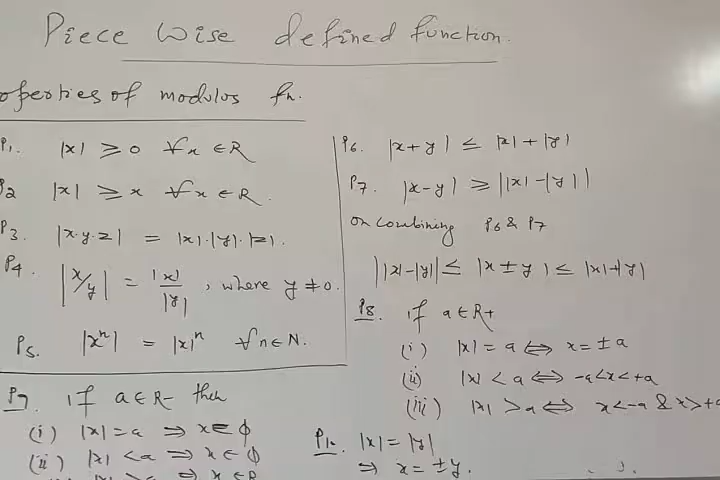 Piece Wise defined function.
operties of modulus fn.
P1. |x| ≥ 0 ∀ x ∈ R
P2 |x| ≥ x ∀ x ∈ R.
P3. |x·y·z| = |x|·|y|·|z|.
P4. |x/y| = |x|/|y| , where y ≠ 0.
P5. |xⁿ| = |x|ⁿ ∀ n ∈ N.
P7. If a ∈ R- then
(i) |x| = a ⇒ x ∈ φ
(ii) |x| < a ⇒ x ∈ φ
|x| > a ⇒ x ∈ R
P6. |x+y| ≤ |x| + |y|
P7. |x-y| ≥ ||x| - |y||
on combining P6 & P7
||x|-|y|| ≤ |x ± y| ≤ |x|+|y|
P8. if a ∈ R+
(i) |x| = a ⇔ x = ±a
(ii) |x| < a ⇔ -a < x < +a
(iii) |x| > a ⇔ x < -a & x > +a
|x| = |y|
⇒ x = ±y.